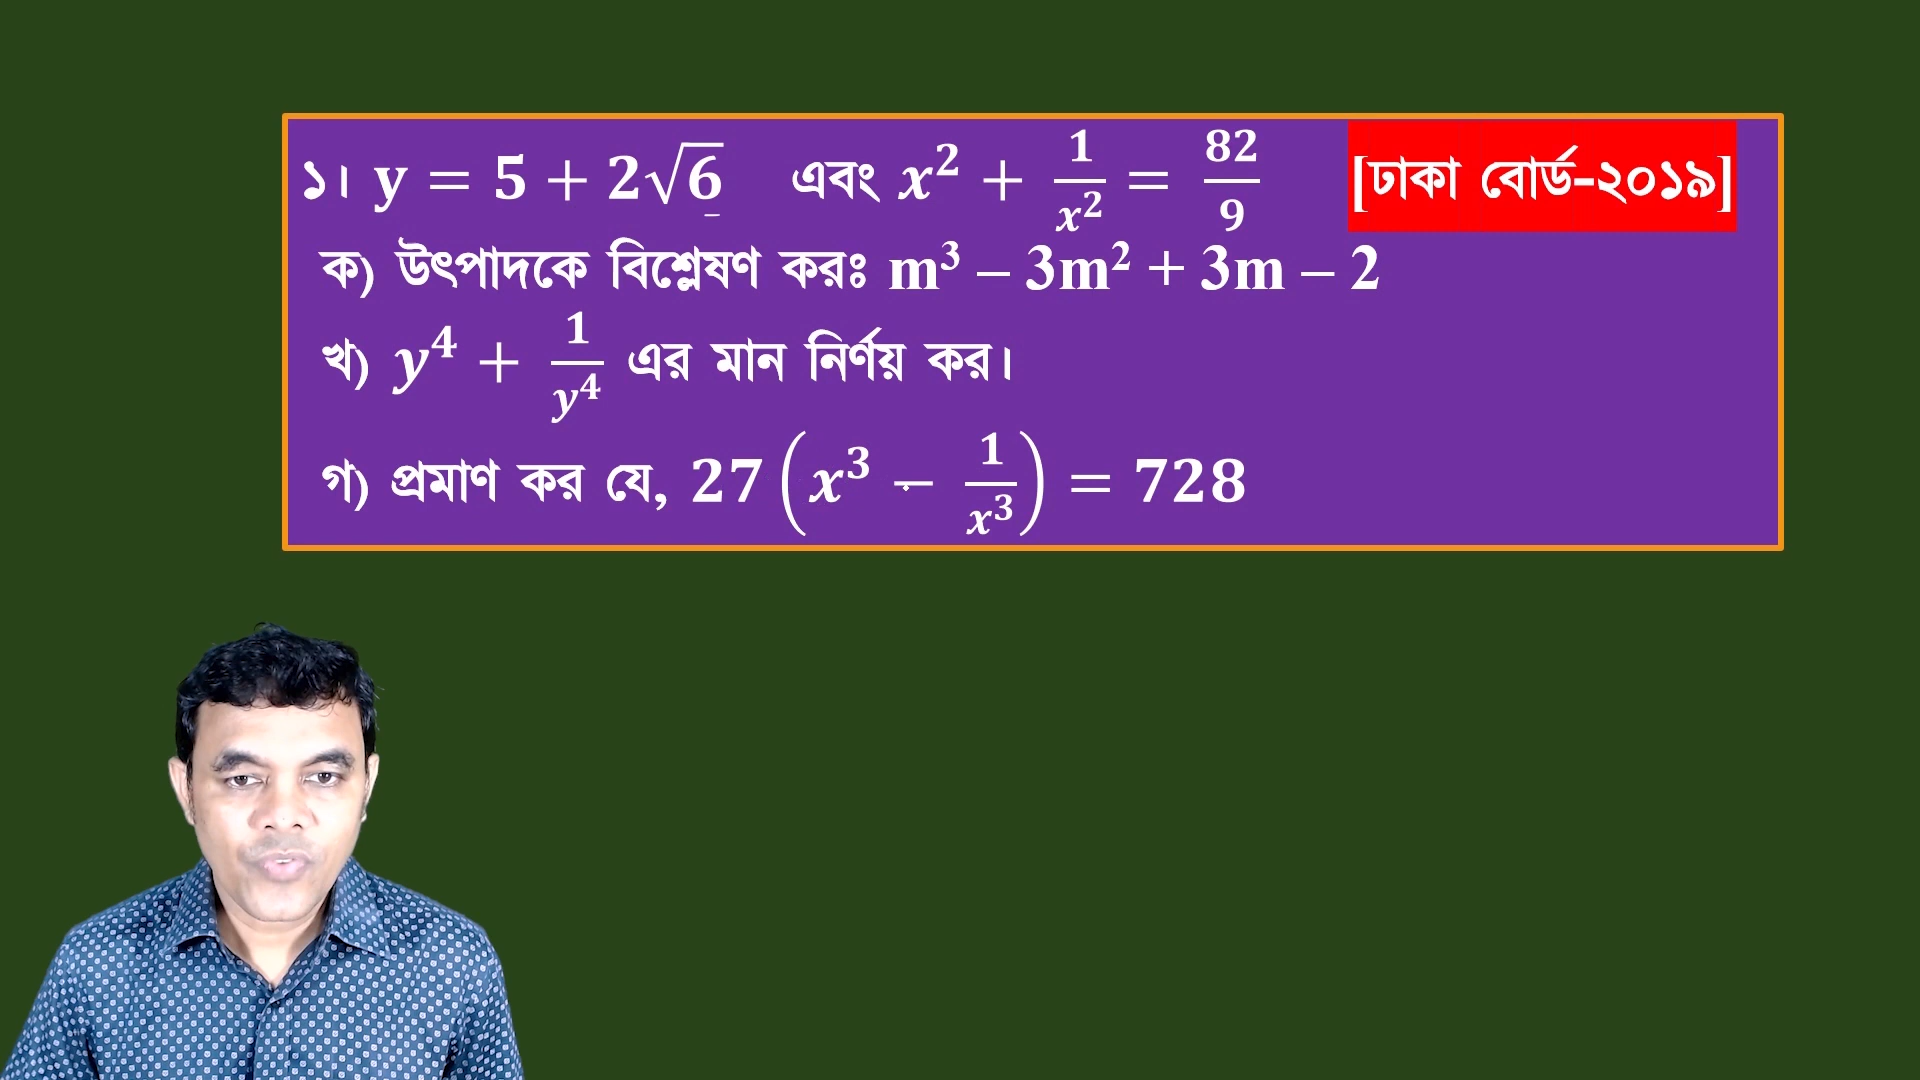 ১। y = 5 + 2√6 এবং x² + 1/x² = 82/9 [ঢাকা বোর্ড-২০১৯]
ক) উৎপাদকে বিশ্লেষণ করঃ m³ – 3m² + 3m – 2
খ) y⁴ + 1/y⁴ এর মান নির্ণয় কর।
গ) প্রমাণ কর যে, 27 (x³ − 1/x³) = 728